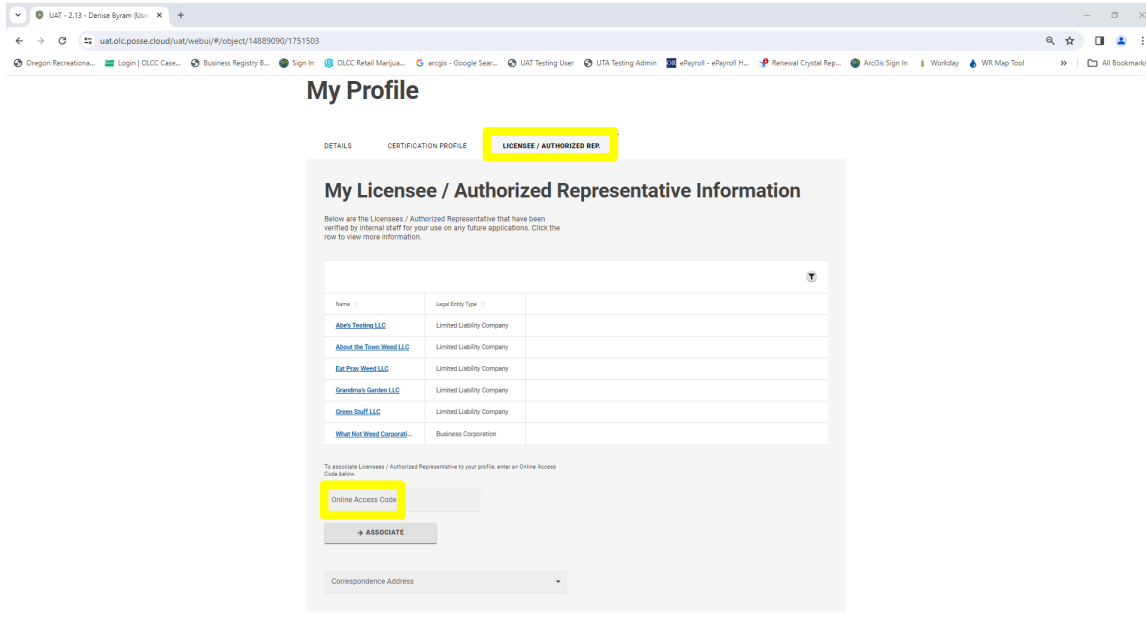 UAT - 2.13 - Denise Byram (Use
uat.olc.posse.cloud/uat/webui/#/object/14889090/1751503
Oregon Recreationa... Login | OLCC Case... Business Registry B... Sign In OLCC Retail Marijua... arcgis - Google Sear... UAT Testing User UTA Testing Admin OR ePayroll - ePayroll H... Renewal Crystal Rep... ArcGis Sign In Workday WR Map Tool » All Bookmarks
My Profile
DETAILS CERTIFICATION PROFILE LICENSEE / AUTHORIZED REP.
My Licensee / Authorized Representative Information
Below are the Licensees / Authorized Representative that have been
verified by internal staff for your use on any future applications. Click the
row to view more information.
Name Legal Entity Type
Abe's Testing LLC Limited Liability Company
About the Town Weed LLC Limited Liability Company
Eat Pray Weed LLC Limited Liability Company
Grandma's Garden LLC Limited Liability Company
Green Stuff LLC Limited Liability Company
What Not Weed Corporati... Business Corporation
To associate Licensees / Authorized Representative to your profile, enter an Online Access
Code below.
Online Access Code
→ ASSOCIATE
Correspondence Address